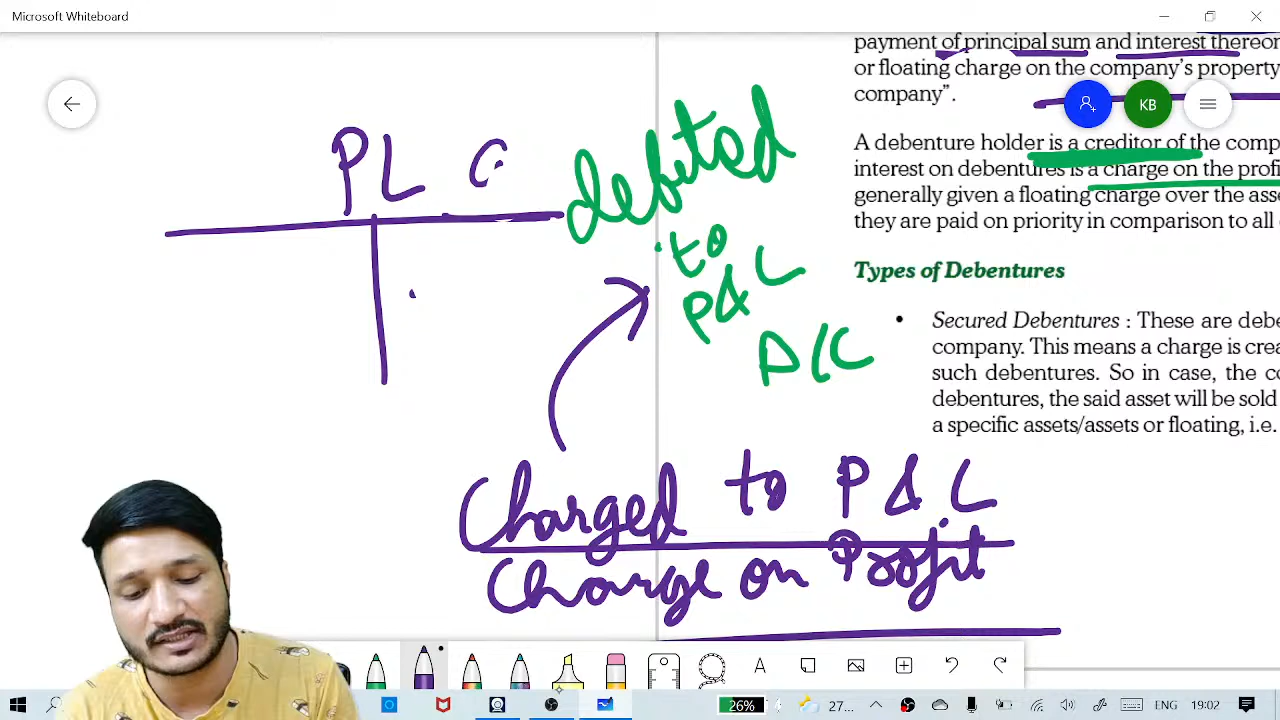 Microsoft Whiteboard
payment of principal sum and interest thereon
or floating charge on the company's property
company".
KB
A debenture holder is a creditor of the comp
interest on debentures is a charge on the profi
generally given a floating charge over the asse
they are paid on priority in comparison to all
Types of Debentures
• Secured Debentures : These are debe
company. This means a charge is crea
such debentures. So in case, the co
debentures, the said asset will be sold
a specific assets/assets or floating, i.e.
PL
debited
to
P&L
A/C
Charged to P & L
Charge on Profit
26%
27...
ENG
19:02